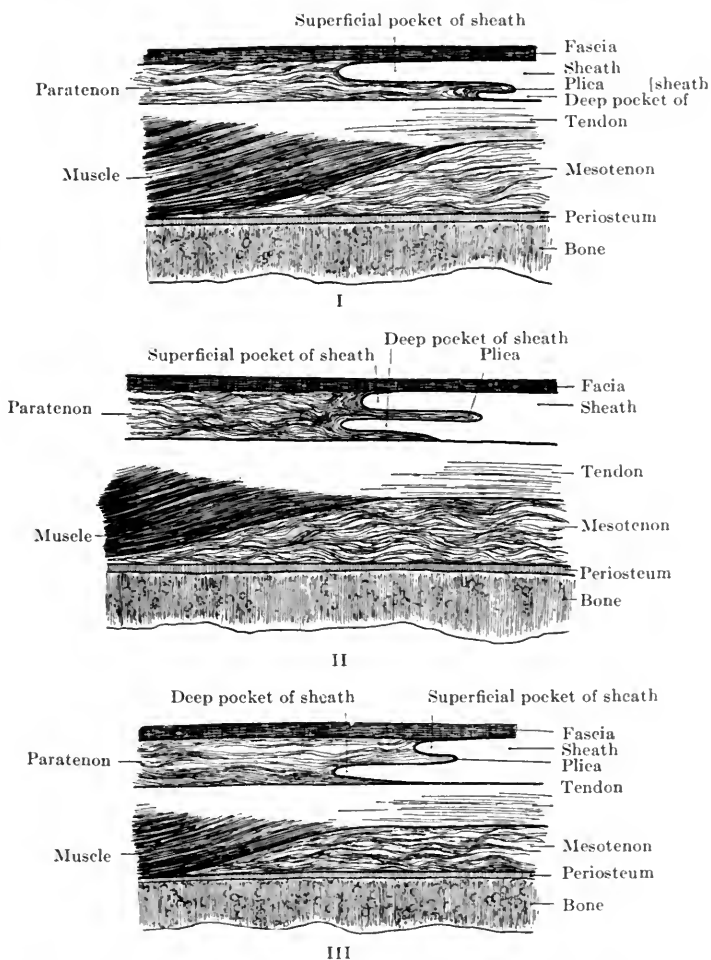 Superficial pocket of sheath
Fascia
Sheath
Paratenon
Plica [sheath
Deep pocket of
Tendon
Muscle
Mesotenon
Periosteum
Bone
I
Deep pocket of sheath
Superficial pocket of sheath
Plica
Facia
Paratenon
Sheath
Tendon
Muscle
Mesotenon
Periosteum
Bone
II
Deep pocket of sheath Superficial pocket of sheath
Fascia
Sheath
Paratenon
Plica
Tendon
Muscle
Mesotenon
Periosteum
Bone
III